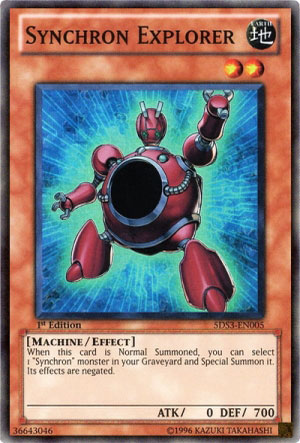 SYNCHRON EXPLORER
EARTH
地
1st Edition
SDS3-EN005
[MACHINE / EFFECT]
When this card is Normal Summoned, you can select
1 "Synchron" monster in your Graveyard and Special Summon it.
Its effects are negated.
ATK/ 0 DEF/ 700
36643046
©1996 KAZUKI TAKAHASHI